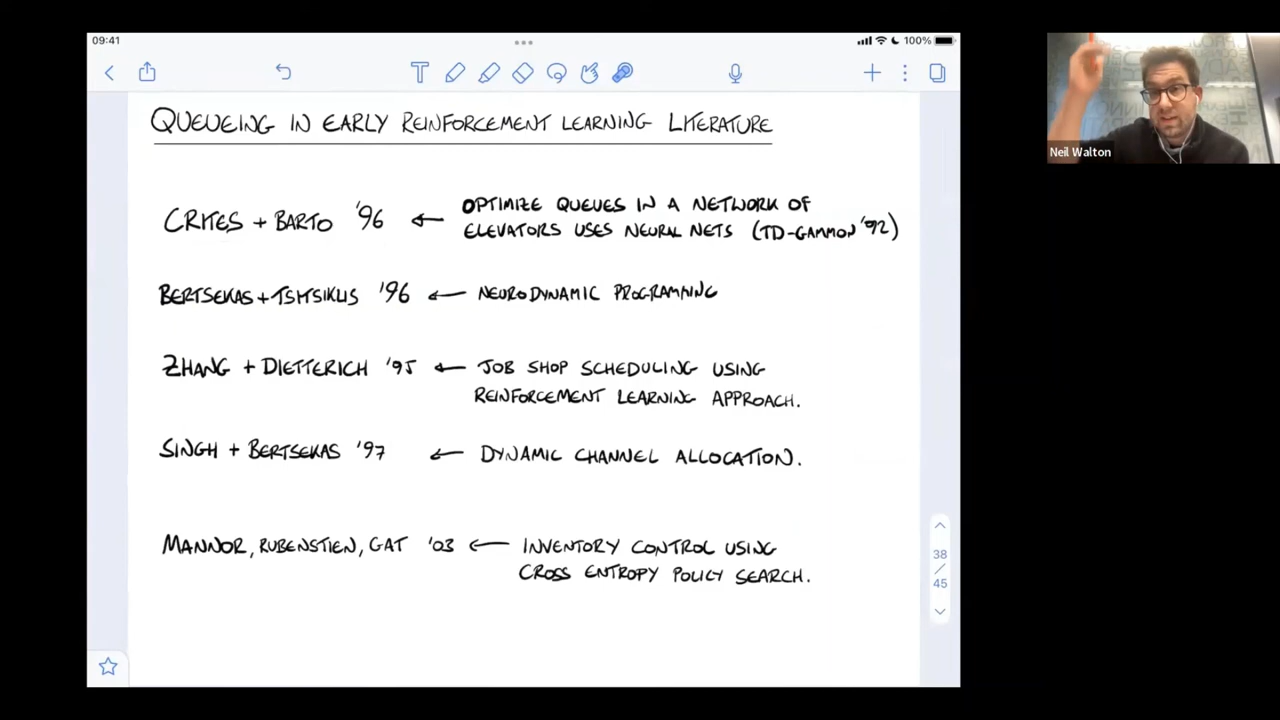 09:41
100%
QUEUEING IN EARLY REINFORCEMENT LEARNING LITERATURE
CRITES + BARTO '96 ← OPTIMIZE QUEUES IN A NETWORK OF
ELEVATORS USES NEURAL NETS (TD-GAMMON '92)
BERTSEKAS + TSITSIKLIS '96 ← NEURODYNAMIC PROGRAMMING
ZHANG + DIETTERICH '95 ← JOB SHOP SCHEDULING USING
REINFORCEMENT LEARNING APPROACH.
SINGH + BERTSEKAS '97 ← DYNAMIC CHANNEL ALLOCATION.
MANNOR, RUBENSTIEN, GAT '03 ← INVENTORY CONTROL USING
CROSS ENTROPY POLICY SEARCH.
38
/
45
Neil Walton